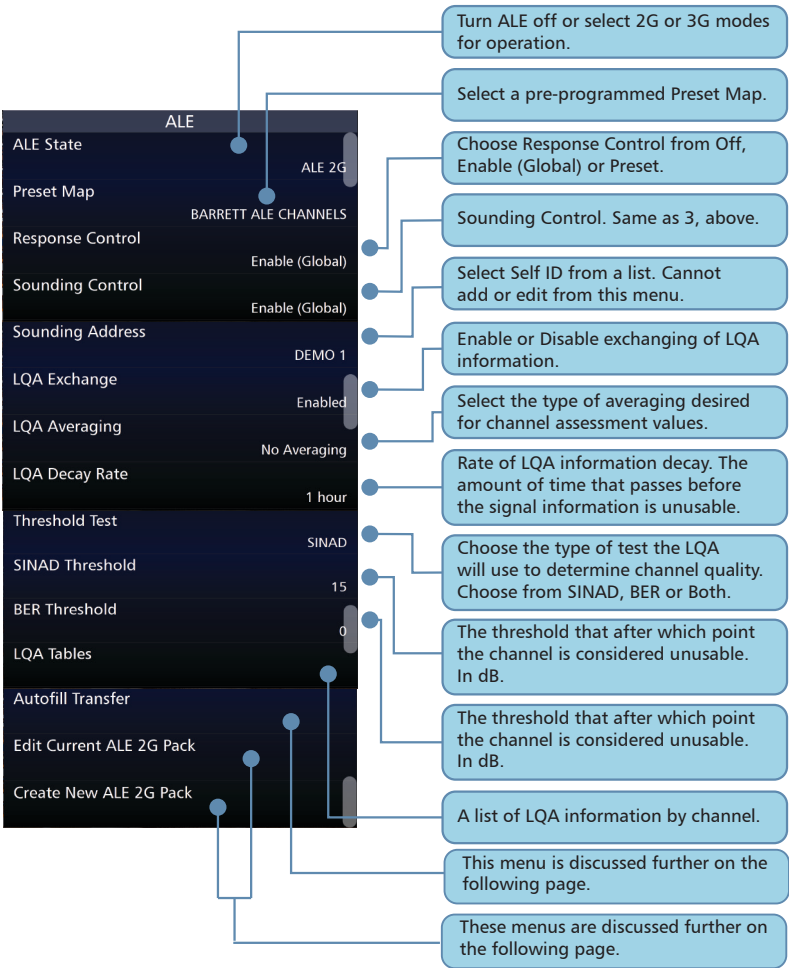 ALE
ALE State
ALE 2G
Preset Map
BARRETT ALE CHANNELS
Response Control
Enable (Global)
Sounding Control
Enable (Global)
Sounding Address
DEMO 1
LQA Exchange
Enabled
LQA Averaging
No Averaging
LQA Decay Rate
1 hour
Threshold Test
SINAD
SINAD Threshold
15
BER Threshold
0
LQA Tables
Autofill Transfer
Edit Current ALE 2G Pack
Create New ALE 2G Pack
Turn ALE off or select 2G or 3G modes
for operation.
Select a pre-programmed Preset Map.
Choose Response Control from Off,
Enable (Global) or Preset.
Sounding Control. Same as 3, above.
Select Self ID from a list. Cannot
add or edit from this menu.
Enable or Disable exchanging of LQA
information.
Select the type of averaging desired
for channel assessment values.
Rate of LQA information decay. The
amount of time that passes before
the signal information is unusable.
Choose the type of test the LQA
will use to determine channel quality.
Choose from SINAD, BER or Both.
The threshold that after which point
the channel is considered unusable.
In dB.
The threshold that after which point
the channel is considered unusable.
In dB.
A list of LQA information by channel.
This menu is discussed further on the
following page.
These menus are discussed further on
the following page.